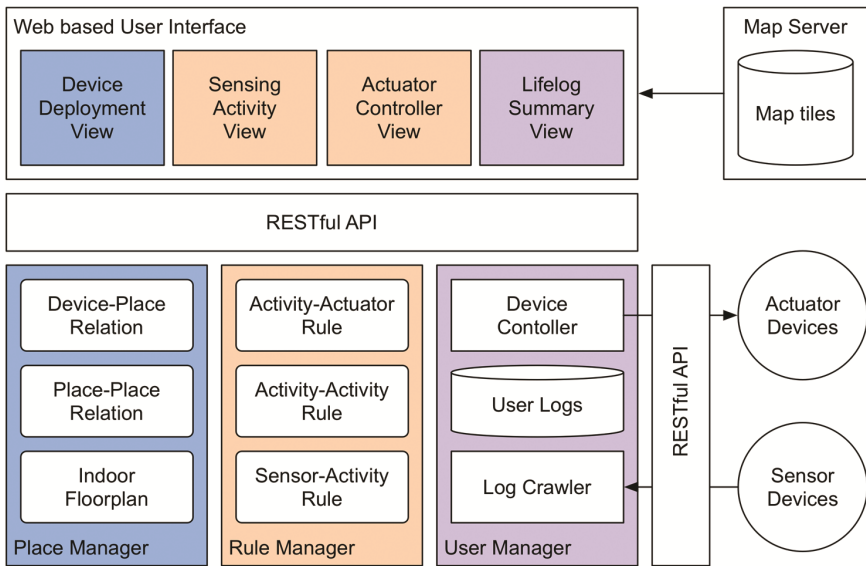 Web based User Interface
Device
Deployment
View
Sensing
Activity
View
Actuator
Controller
View
Lifelog
Summary
View
Map Server
Map tiles
RESTful API
Device-Place
Relation
Place-Place
Relation
Indoor
Floorplan
Place Manager
Activity-Actuator
Rule
Activity-Activity
Rule
Sensor-Activity
Rule
Rule Manager
Device
Contoller
User Logs
Log Crawler
User Manager
RESTful API
Actuator
Devices
Sensor
Devices